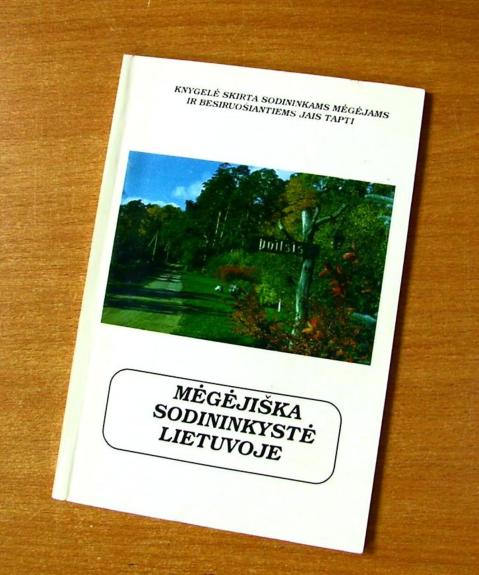 KNYGELĖ SKIRTA SODININKAMS MĖGĖJAMS
IR BESIRUOŠIANTIEMS JAIS TAPTI
poilsis
MĖGĖJIŠKA
SODININKYSTĖ
LIETUVOJE